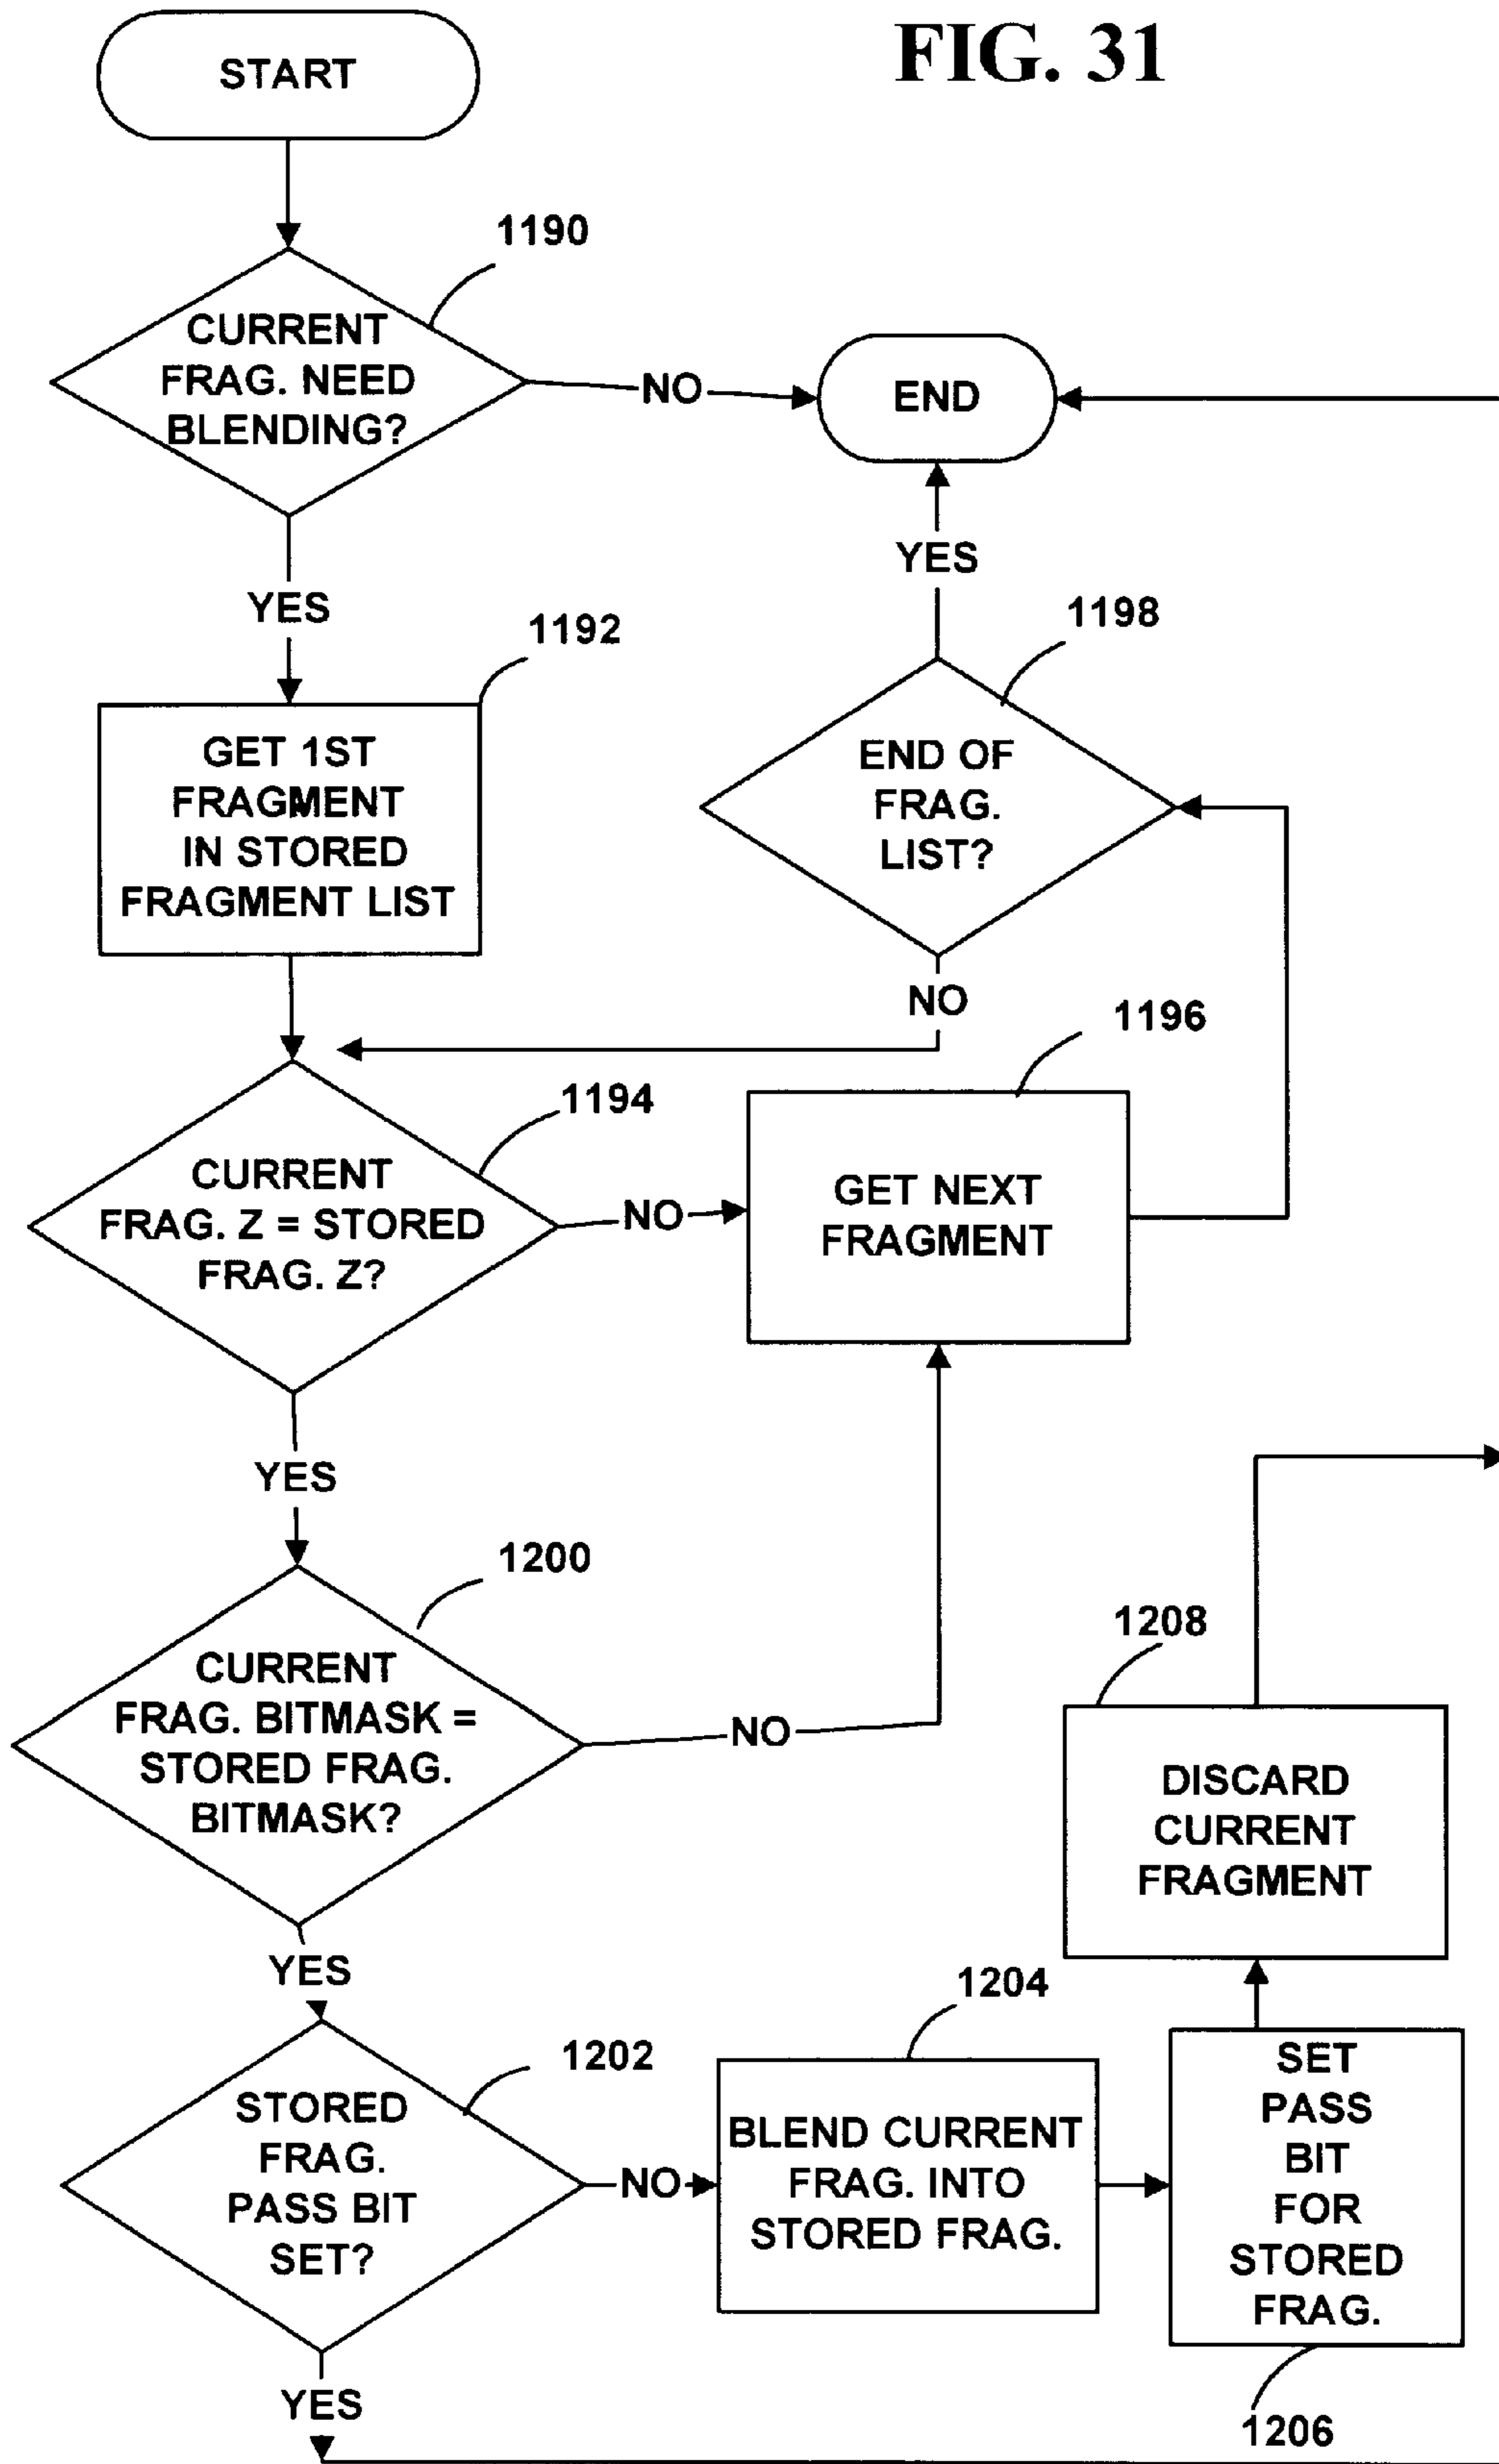 FIG. 31
START
1190
CURRENT
FRAG. NEED
BLENDING?
NO
END
YES
YES
1192
1198
GET 1ST
FRAGMENT
IN STORED
FRAGMENT LIST
END OF
FRAG.
LIST?
NO
1196
1194
CURRENT
FRAG. Z = STORED
FRAG. Z?
NO
GET NEXT
FRAGMENT
YES
1200
CURRENT
FRAG. BITMASK =
STORED FRAG.
BITMASK?
NO
1208
DISCARD
CURRENT
FRAGMENT
YES
1204
1202
STORED
FRAG.
PASS BIT
SET?
NO
BLEND CURRENT
FRAG. INTO
STORED FRAG.
SET
PASS
BIT
FOR
STORED
FRAG.
YES
1206